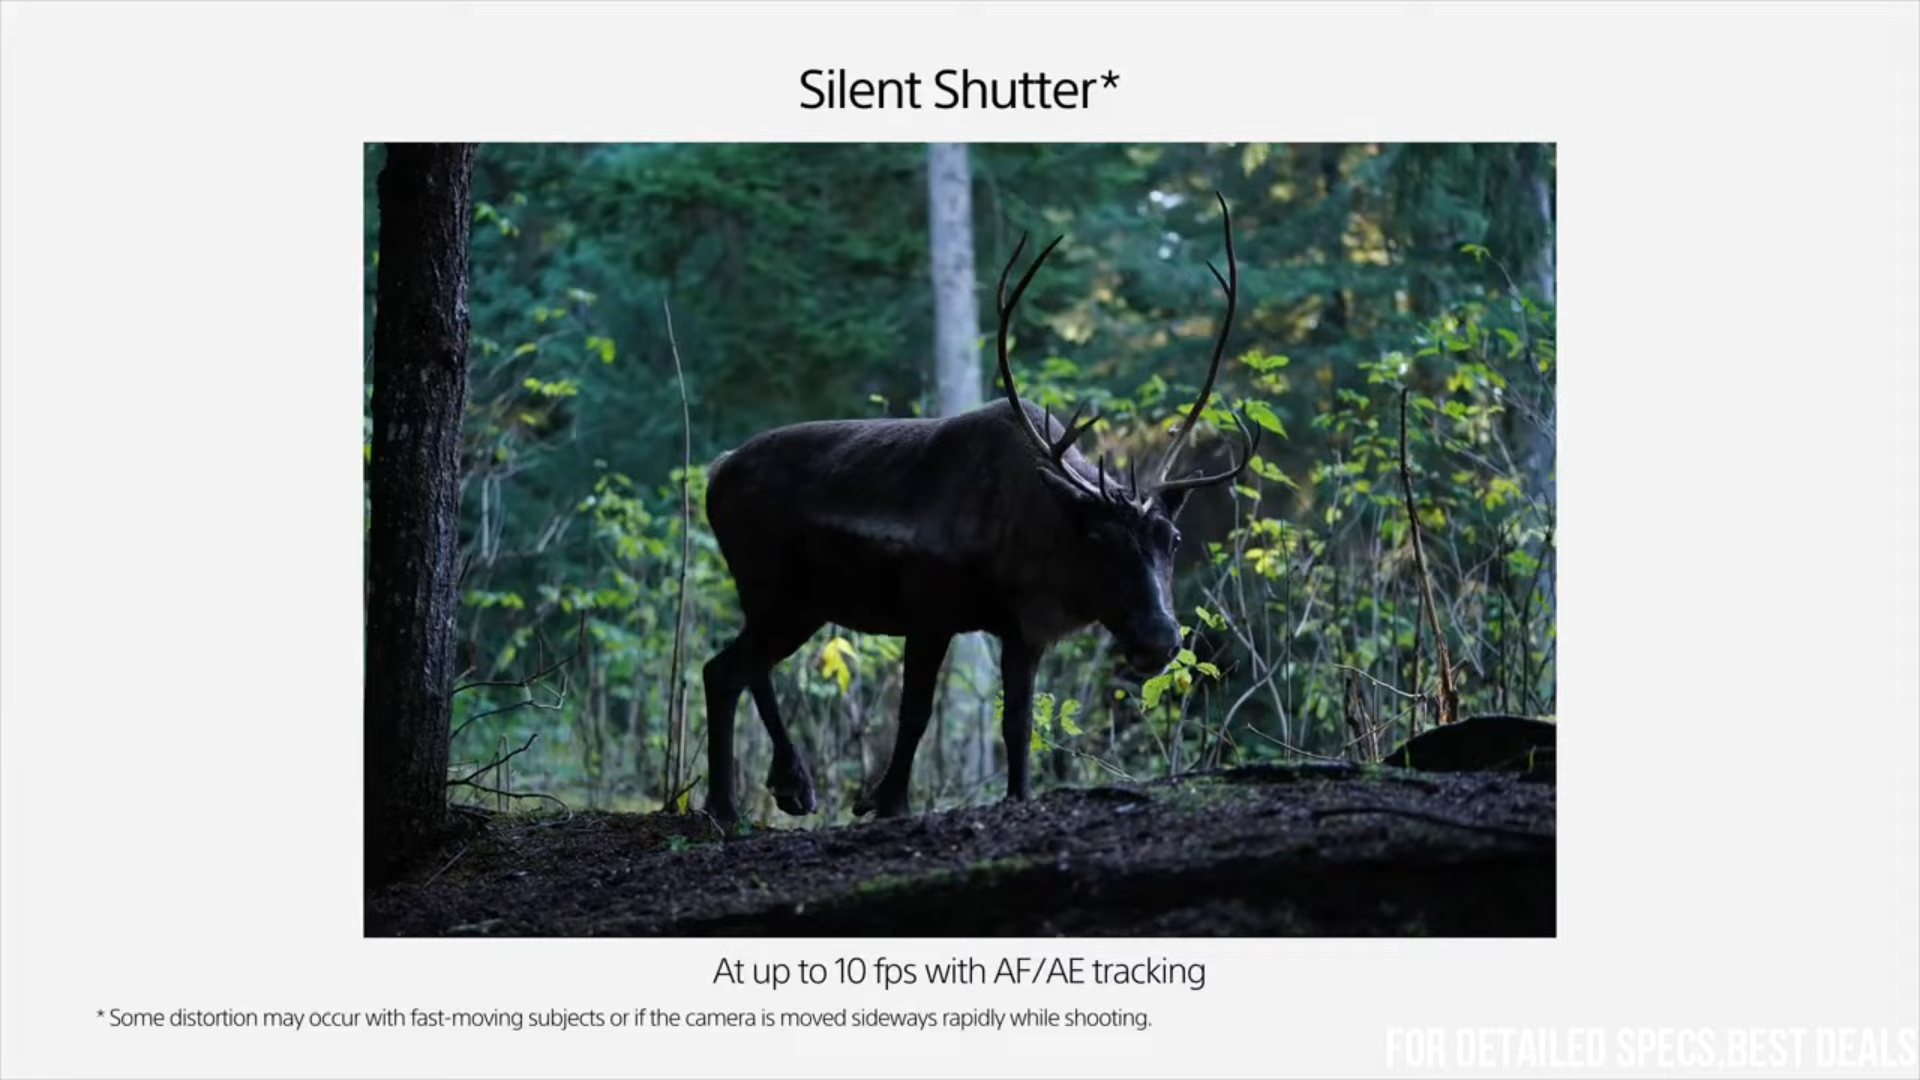 Silent Shutter*
At up to 10 fps with AF/AE tracking
* Some distortion may occur with fast-moving subjects or if the camera is moved sideways rapidly while shooting.
FOR DETAILED SPECS,BEST DEALS